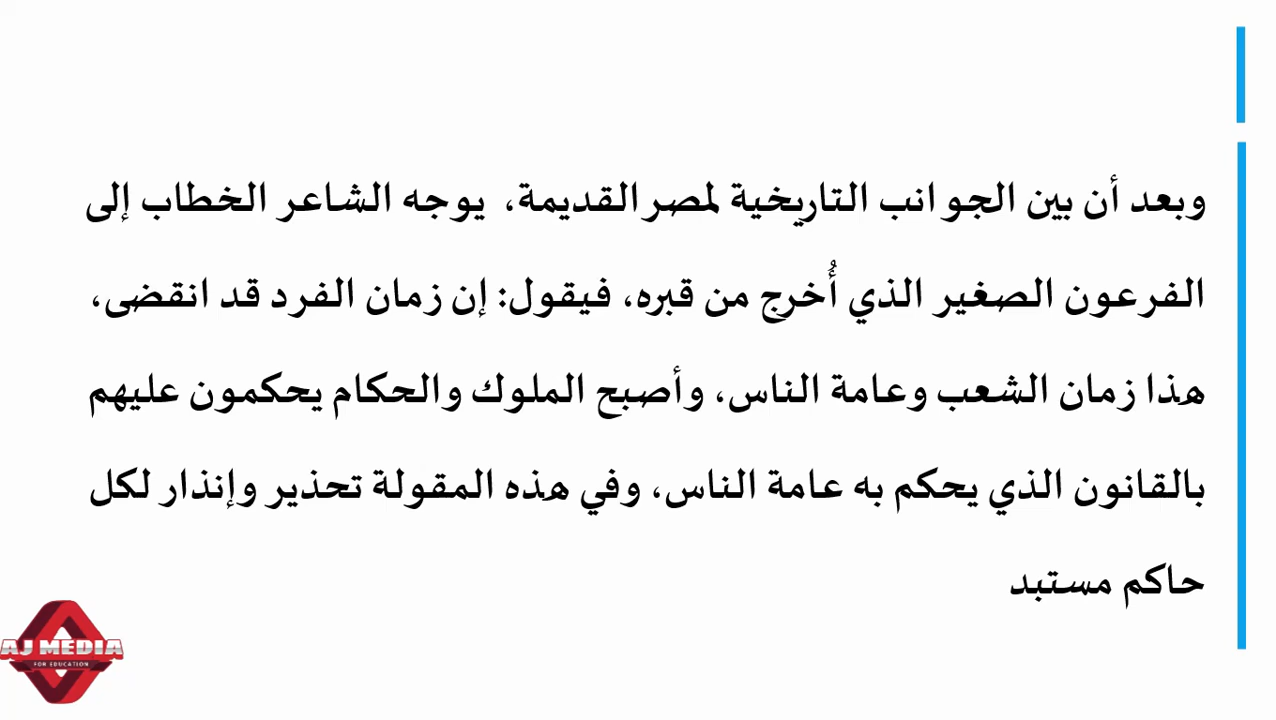 وبعد أن بين الجوانب التاريخية لمصر القديمة، يوجه الشاعر الخطاب إلى
الفرعون الصغير الذي أُخرج من قبره، فيقول: إن زمان الفرد قد انقضى،
هذا زمان الشعب وعامة الناس، وأصبح الملوك والحكام يحكمون عليهم
بالقانون الذي يحكم به عامة الناس، وفي هذه المقولة تحذير وإنذار لكل
حاكم مستبد
AJ MEDIA
FOR EDUCATION